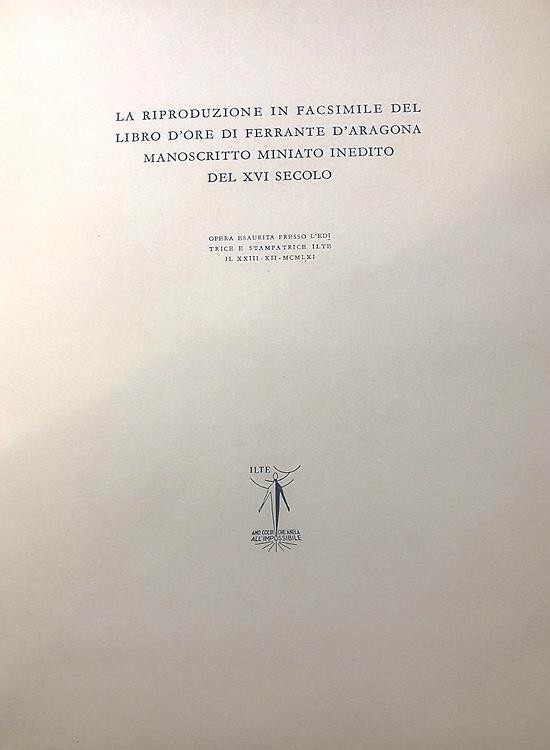 LA RIPRODUZIONE IN FACSIMILE DEL
LIBRO D'ORE DI FERRANTE D'ARAGONA
MANOSCRITTO MINIATO INEDITO
DEL XVI SECOLO
OPERA ESAURITA PRESSO L'EDI
TRICE E STAMPATRICE ILTE
IL XXIII-XII-MCMLXI
ILTE
AMO COLUI CHE ANELA
ALL'IMPOSSIBILE